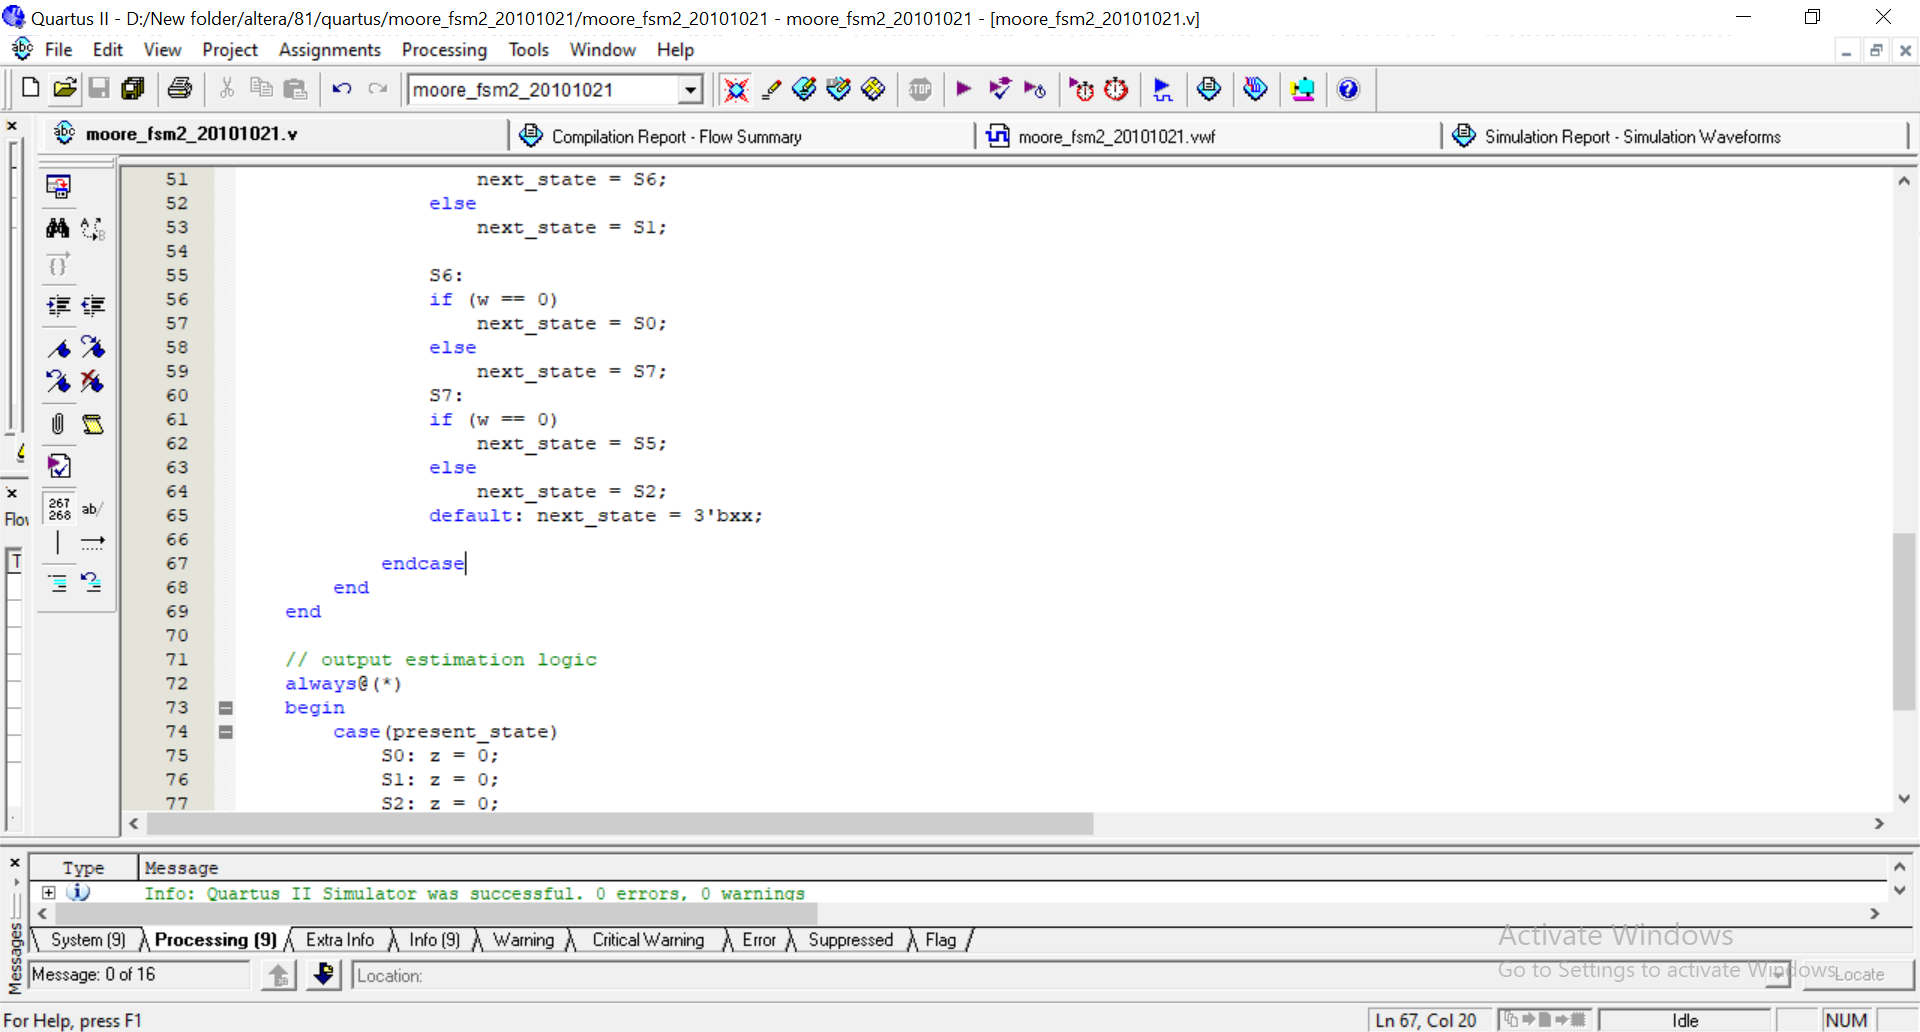 Quartus II - D:/New folder/altera/81/quartus/moore_fsm2_20101021/moore_fsm2_20101021 - moore_fsm2_20101021 - [moore_fsm2_20101021.v]
File Edit View Project Assignments Processing Tools Window Help
moore_fsm2_20101021
moore_fsm2_20101021.v
Compilation Report - Flow Summary
moore_fsm2_20101021.vwf
Simulation Report - Simulation Waveforms
51 next_state = S6;
52 else
53 next_state = S1;
54
55 S6:
56 if (w == 0)
57 next_state = S0;
58 else
59 next_state = S7;
60 S7:
61 if (w == 0)
62 next_state = S5;
63 else
64 next_state = S2;
65 default: next_state = 3'bxx;
66
67 endcase
68 end
69 end
70
71 // output estimation logic
72 always@(*)
73 begin
74 case(present_state)
75 S0: z = 0;
76 S1: z = 0;
77 S2: z = 0;
267
268
ab/
Flo
T
Type Message
Info: Quartus II Simulator was successful. 0 errors, 0 warnings
System (9) Processing (9) Extra Info Info (9) Warning Critical Warning Error Suppressed Flag
Messages
Message: 0 of 16
Location:
Locate
Activate Windows
Go to Settings to activate Windows.
For Help, press F1
Ln 67, Col 20
Idle
NUM